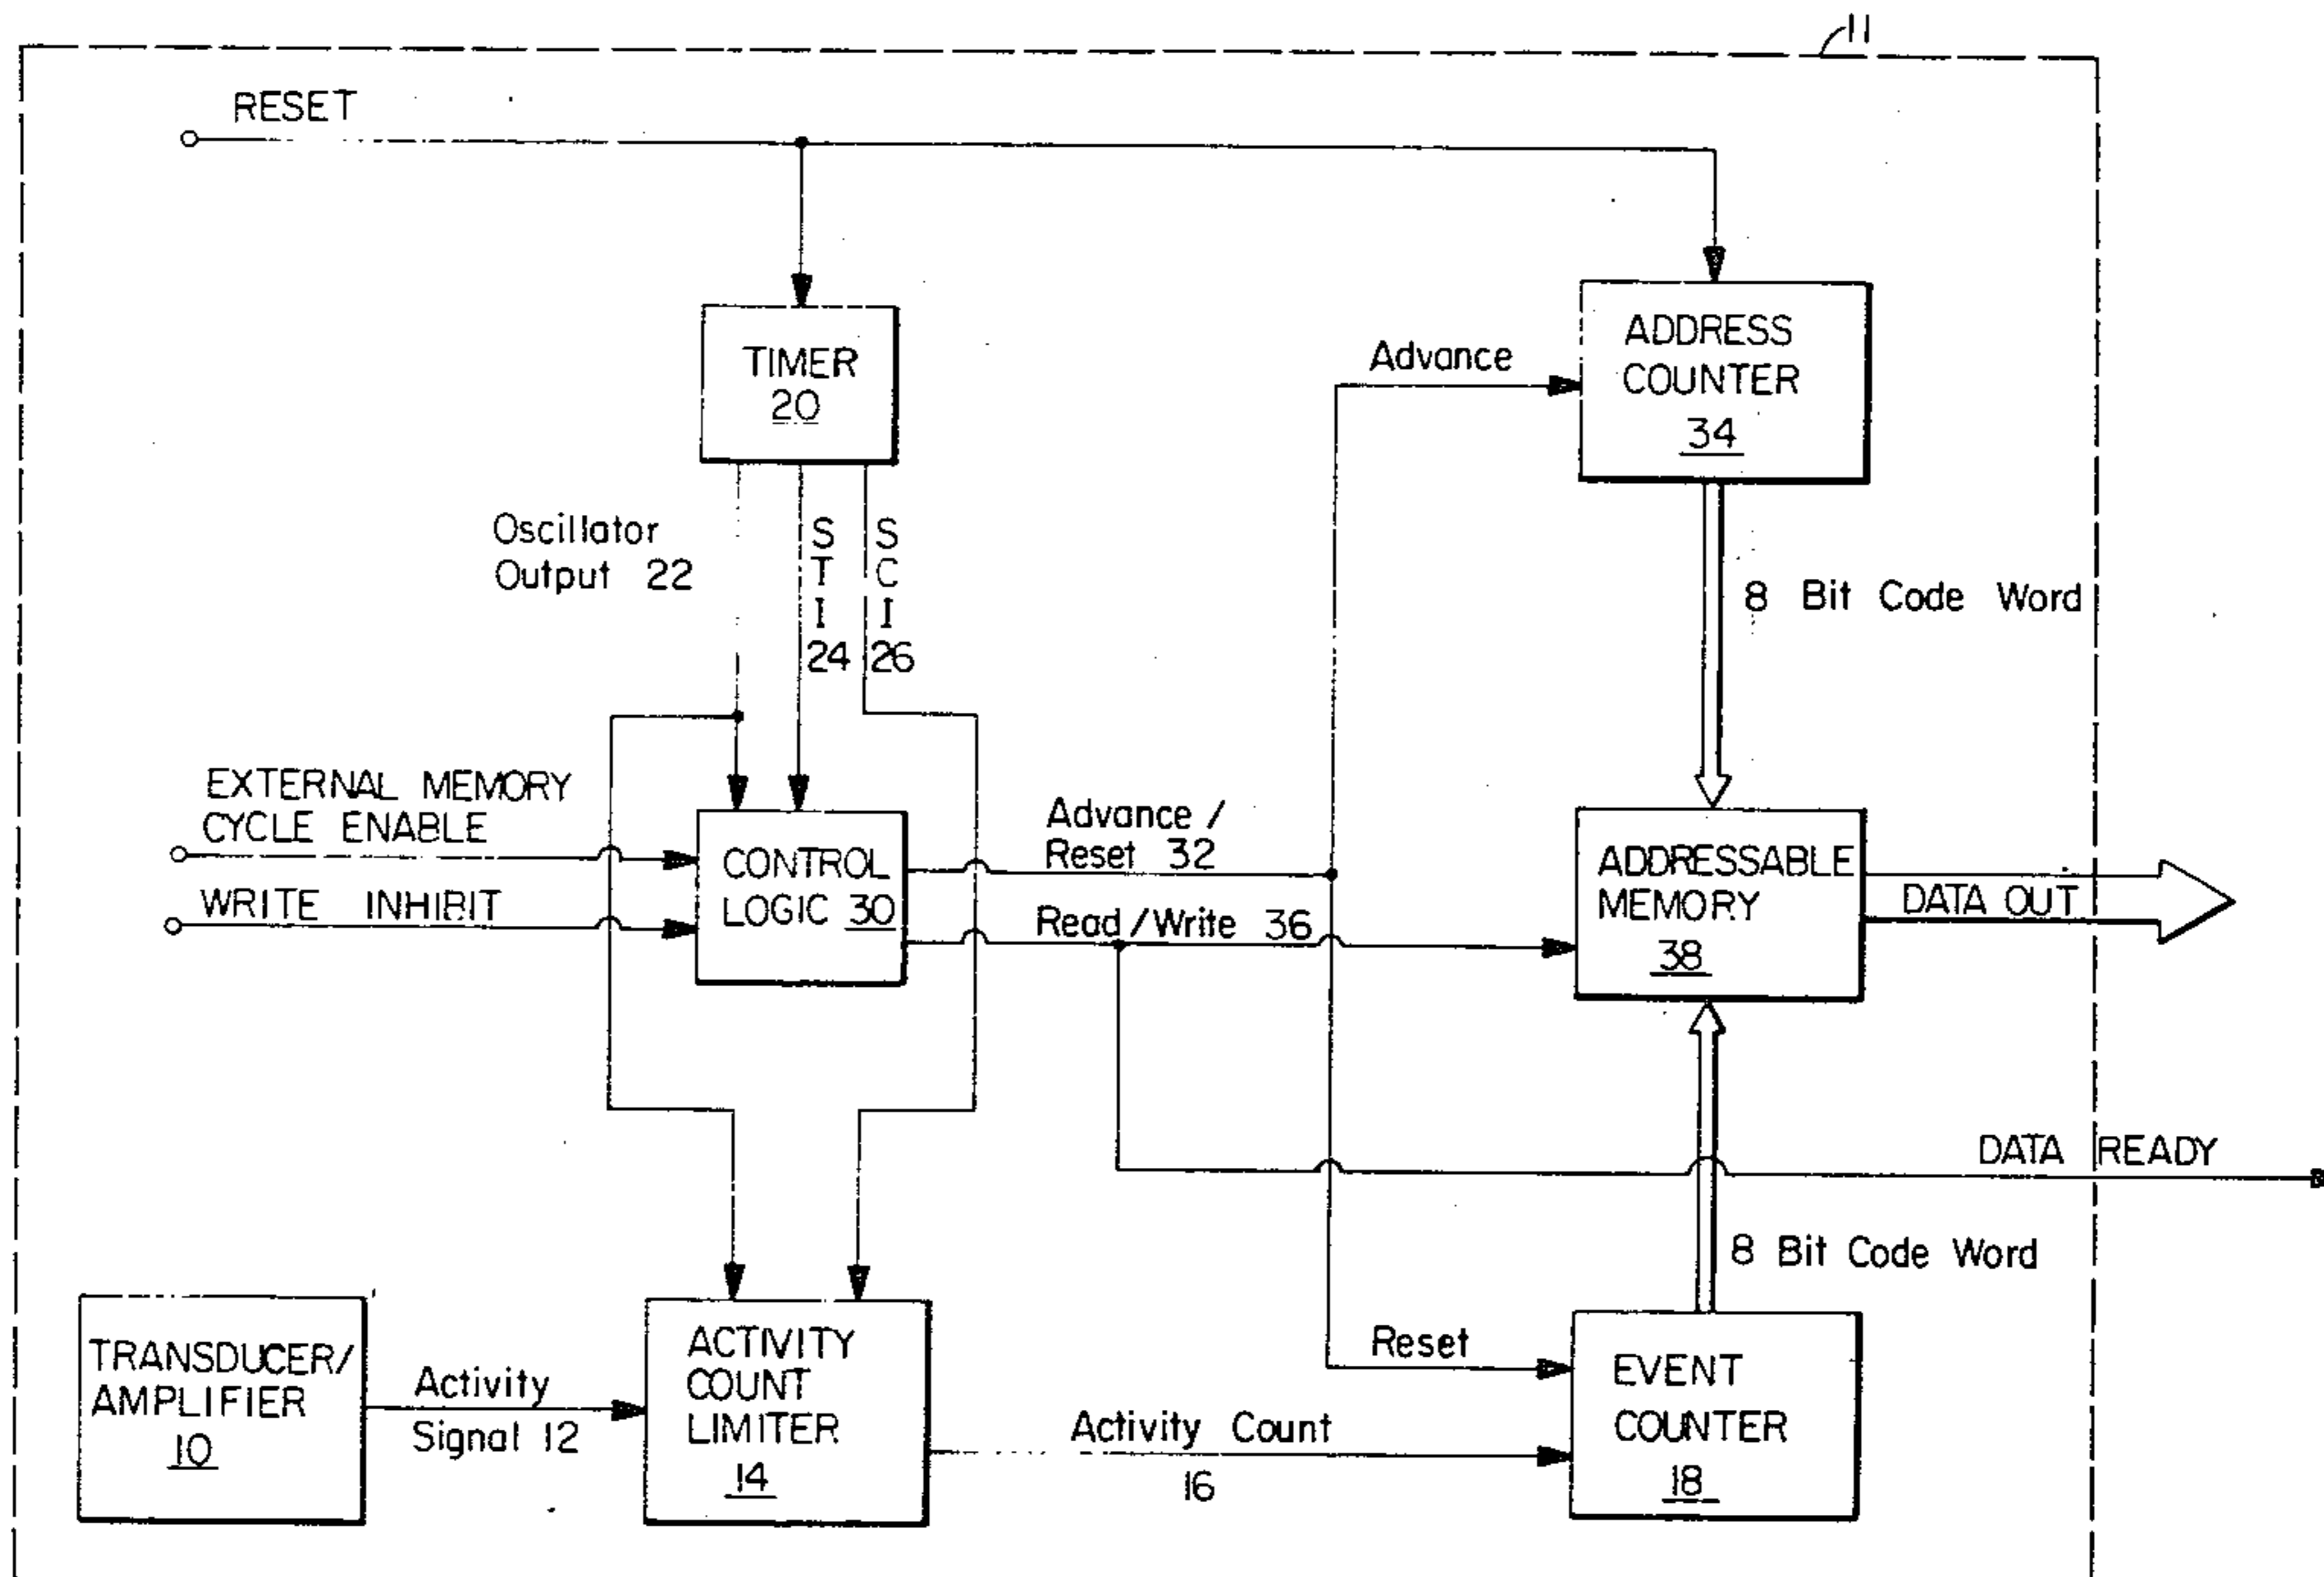 11
RESET
TIMER
20
ADDRESS
COUNTER
34
Advance
Oscillator
Output 22
STI
24
SCI
26
8 Bit Code Word
EXTERNAL MEMORY
CYCLE ENABLE
WRITE INHIBIT
CONTROL
LOGIC 30
Advance /
Reset 32
Read/Write 36
ADDRESSABLE
MEMORY
38
DATA OUT
DATA READY
8 Bit Code Word
TRANSDUCER/
AMPLIFIER
10
Activity
Signal 12
ACTIVITY
COUNT
LIMITER
14
Activity Count
16
Reset
EVENT
COUNTER
18